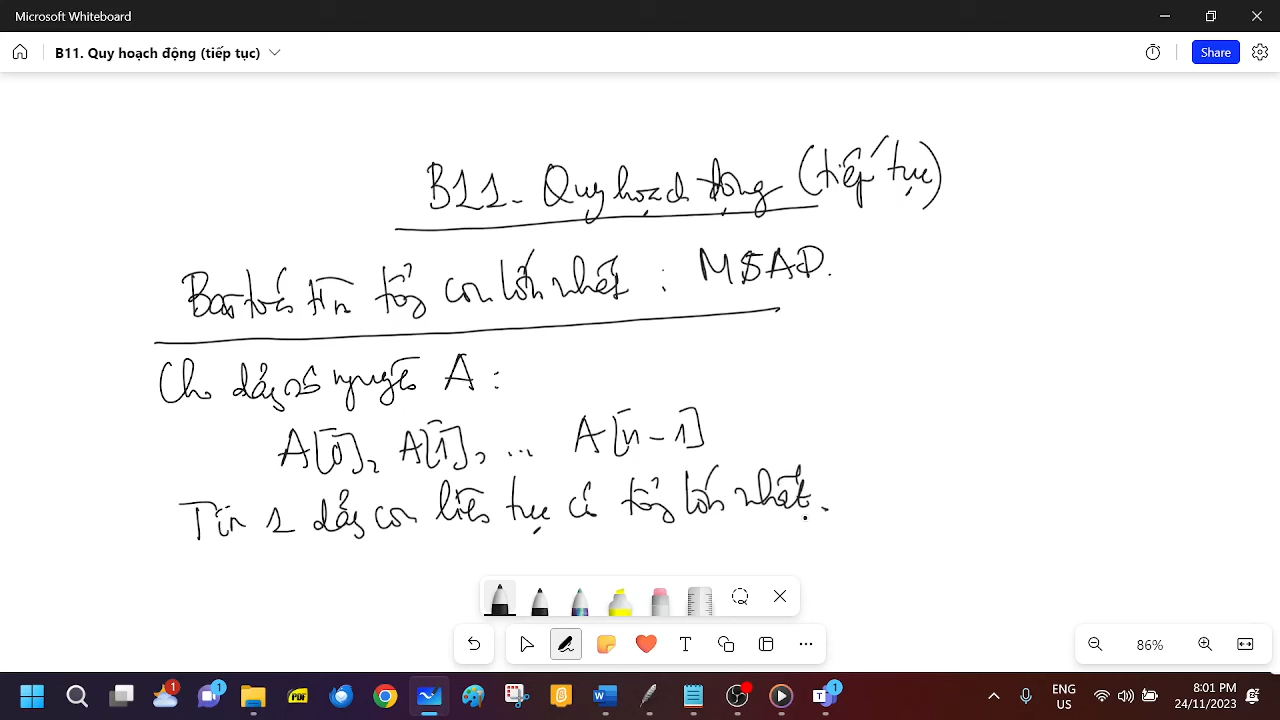 Microsoft Whiteboard
B11. Quy hoạch động (tiếp tục)
Share
B11. Quy hoạch động (tiếp tục)
Bài toán tìm tổng con lớn nhất : MSAD.
Cho dãy số nguyên A :
A[0], A[1], ... A[n-1]
Tìm 1 dãy con liên tục có tổng lớn nhất.
86%
ENG
US
8:01 PM
24/11/2023